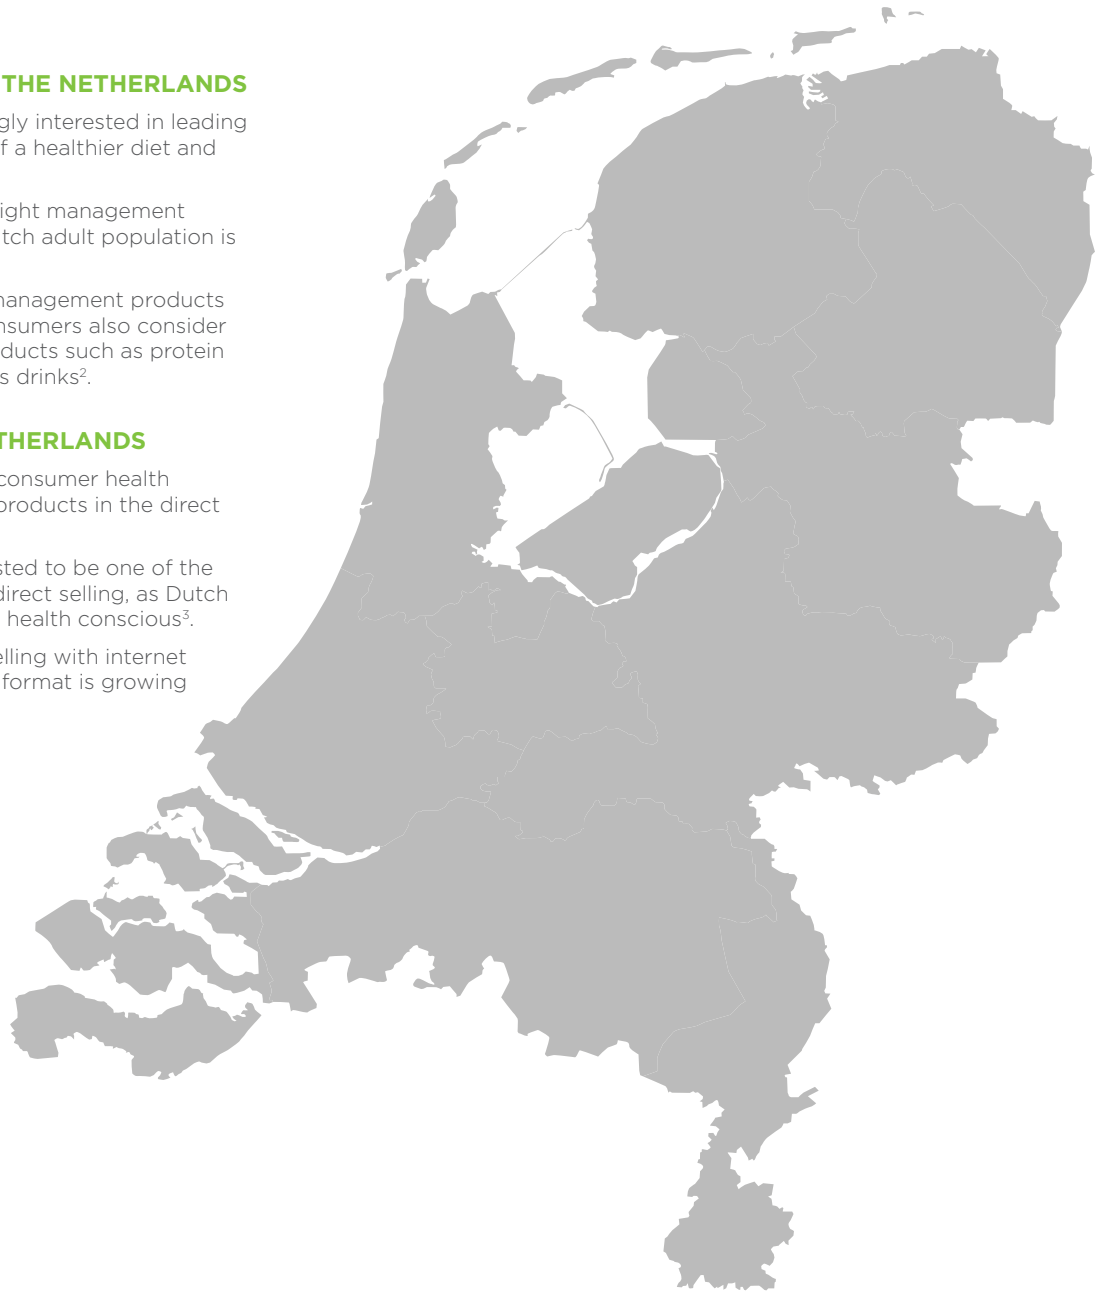 THE NETHERLANDS
gly interested in leading
f a healthier diet and
ight management
tch adult population is
nanagement products
nsumers also consider
ducts such as protein
s drinks².
THERLANDS
consumer health
products in the direct
sted to be one of the
direct selling, as Dutch
health conscious³.
elling with internet
format is growing